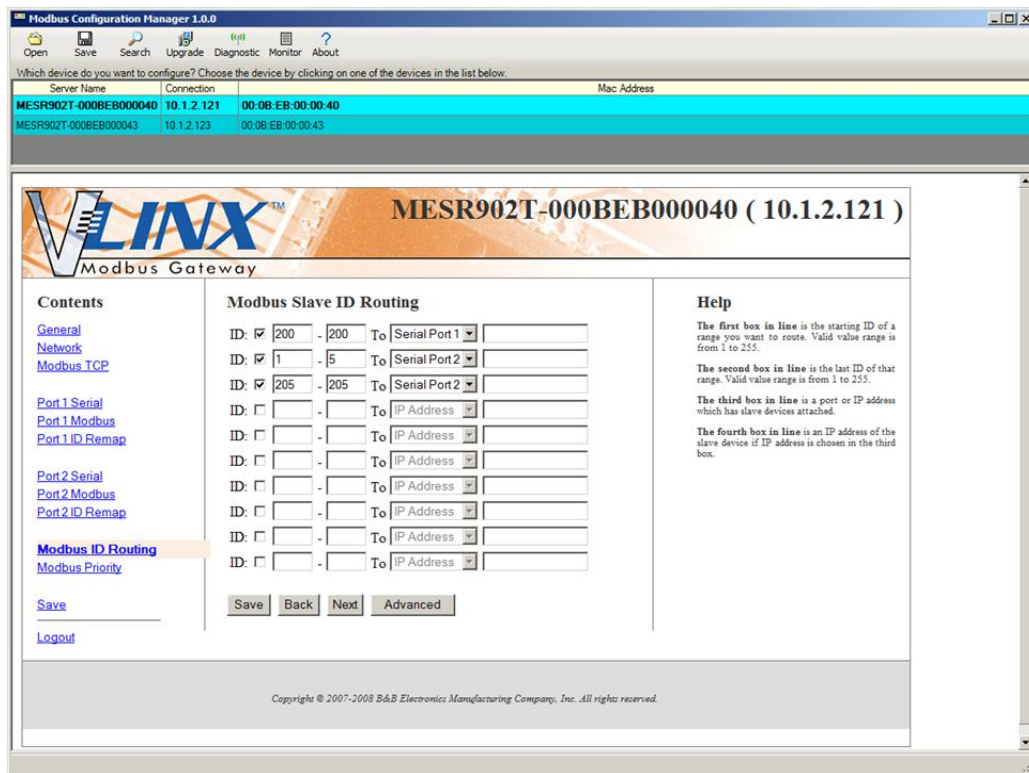 Modbus Configuration Manager 1.0.0
Open Save Search Upgrade Diagnostic Monitor About
Which device do you want to configure? Choose the device by clicking on one of the devices in the list below.
Server Name Connection Mac Address
MESR902T-000BEB000040 10.1.2.121 00:0B:EB:00:00:40
MESR902T-000BEB000043 10.1.2.123 00:0B:EB:00:00:43
VLINX™
Modbus Gateway
MESR902T-000BEB000040 ( 10.1.2.121 )
Contents
General
Network
Modbus TCP
Port 1 Serial
Port 1 Modbus
Port 1 ID Remap
Port 2 Serial
Port 2 Modbus
Port 2 ID Remap
Modbus ID Routing
Modbus Priority
Save
Logout
Modbus Slave ID Routing
ID: 200 - 200 To Serial Port 1
ID: 1 - 5 To Serial Port 2
ID: 205 - 205 To Serial Port 2
ID: - To IP Address
ID: - To IP Address
ID: - To IP Address
ID: - To IP Address
ID: - To IP Address
ID: - To IP Address
ID: - To IP Address
Save Back Next Advanced
Help
The first box in line is the starting ID of a
range you want to route. Valid value range is
from 1 to 255.
The second box in line is the last ID of that
range. Valid value range is from 1 to 255.
The third box in line is a port or IP address
which has slave devices attached.
The fourth box in line is an IP address of the
slave device if IP address is chosen in the third
box.
Copyright © 2007-2008 B&B Electronics Manufacturing Company, Inc. All rights reserved.